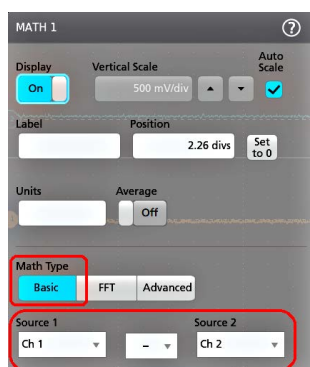 MATH 1 ?
Display Vertical Scale Auto Scale
On 500 mV/div
Label Position
2.26 divs Set to 0
Units Average
Off
Math Type
Basic FFT Advanced
Source 1 Source 2
Ch 1 – Ch 2